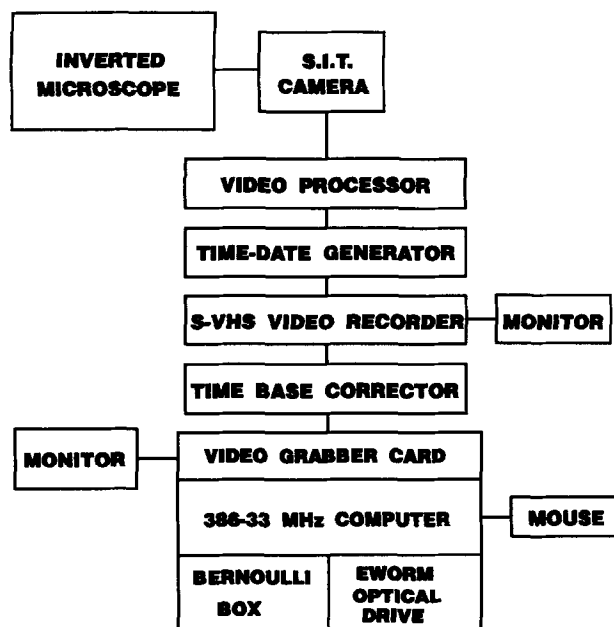 INVERTED
MICROSCOPE
S.I.T.
CAMERA
VIDEO PROCESSOR
TIME-DATE GENERATOR
S-VHS VIDEO RECORDER
MONITOR
TIME BASE CORRECTOR
MONITOR
VIDEO GRABBER CARD
386-33 MHz COMPUTER
MOUSE
BERNOULLI
BOX
EWORM
OPTICAL
DRIVE